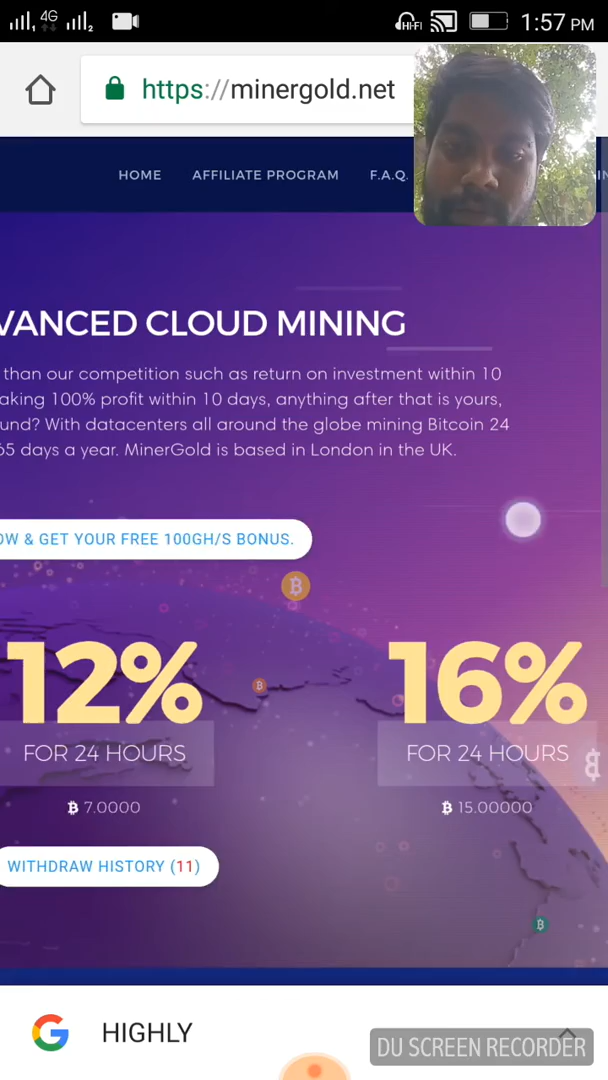 4G
HI-FI
1:57 PM
https://minergold.net
HOME AFFILIATE PROGRAM F.A.Q.
VANCED CLOUD MINING
than our competition such as return on investment within 10
aking 100% profit within 10 days, anything after that is yours,
und? With datacenters all around the globe mining Bitcoin 24
65 days a year. MinerGold is based in London in the UK.
OW & GET YOUR FREE 100GH/S BONUS.
12% 16%
FOR 24 HOURS FOR 24 HOURS
₿ 7.0000 ₿ 15.00000
WITHDRAW HISTORY (11)
HIGHLY
DU SCREEN RECORDER